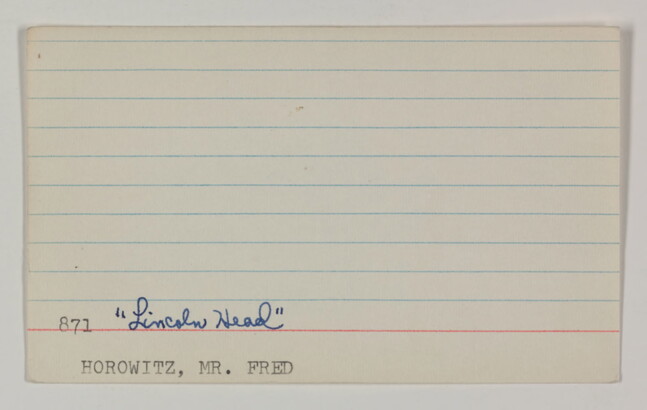 871 "Lincoln Head"
HOROWITZ, MR. FRED